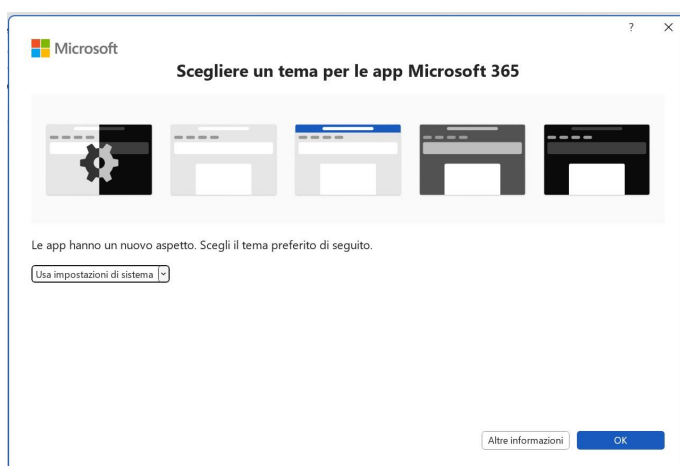 Microsoft
Scegliere un tema per le app Microsoft 365
Le app hanno un nuovo aspetto. Scegli il tema preferito di seguito.
Usa impostazioni di sistema
Altre informazioni
OK